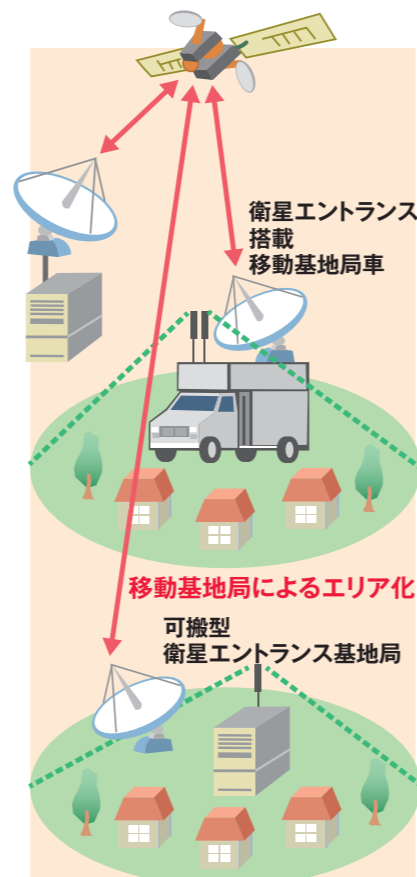 衛星エントランス
搭載
移動基地局車
移動基地局によるエリア化
可搬型
衛星エントランス基地局